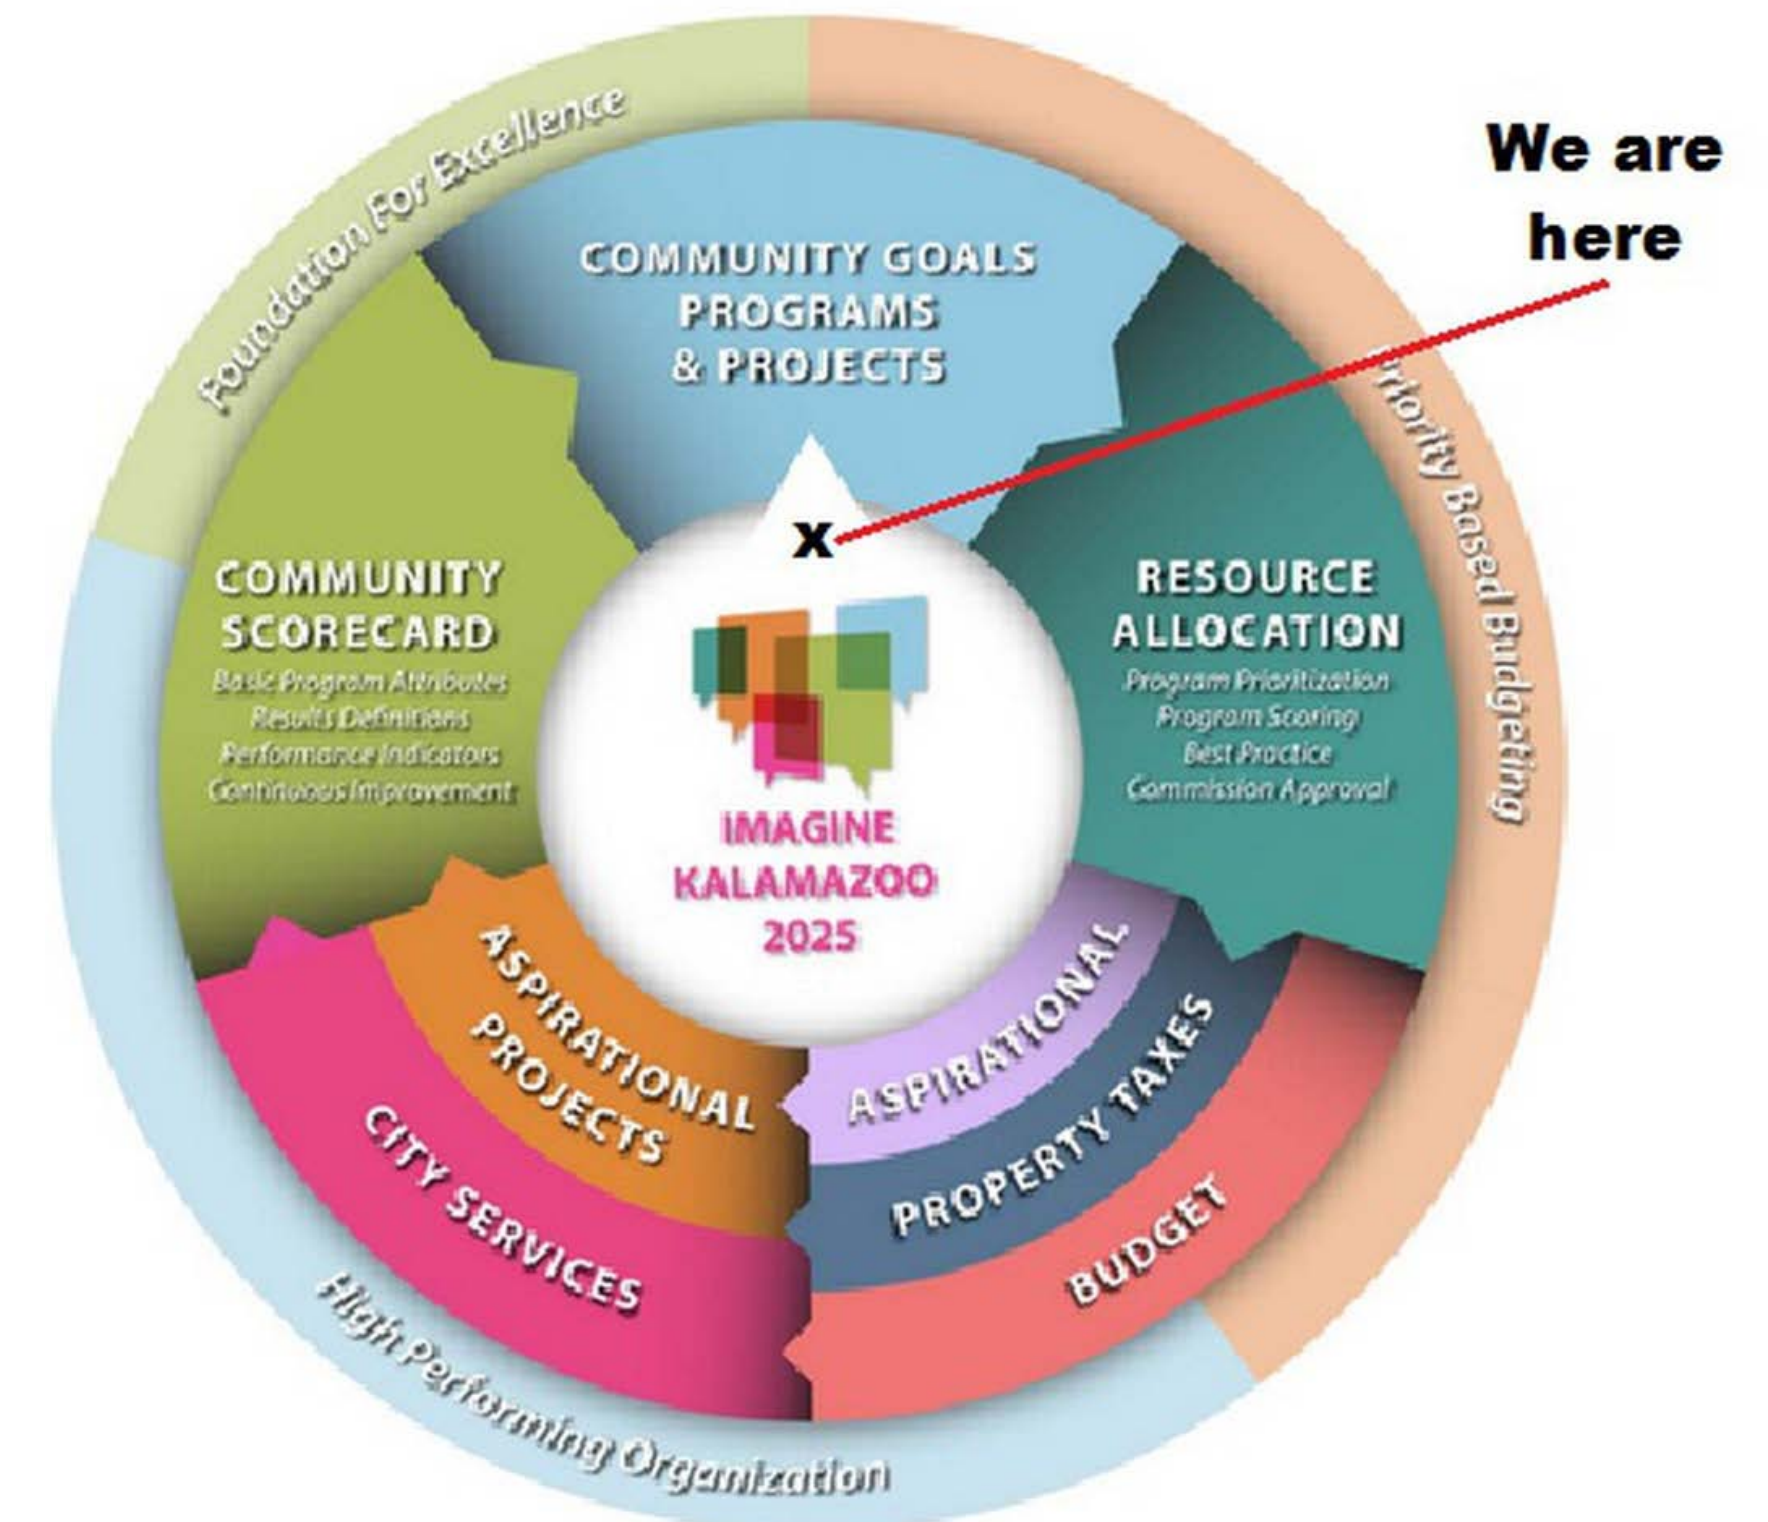 Foundation For Excellence
We are
here
COMMUNITY GOALS
PROGRAMS
& PROJECTS
Priority Based Budgeting
x
COMMUNITY
SCORECARD
Basic Program Attributes
Results Definitions
Performance Indicators
Continuous Improvement
RESOURCE
ALLOCATION
Program Prioritization
Program Scoring
Best Practice
Commission Approval
IMAGINE
KALAMAZOO
2025
ASPIRATIONAL
PROJECTS
CITY SERVICES
ASPIRATIONAL
PROPERTY TAXES
BUDGET
High Performing Organization